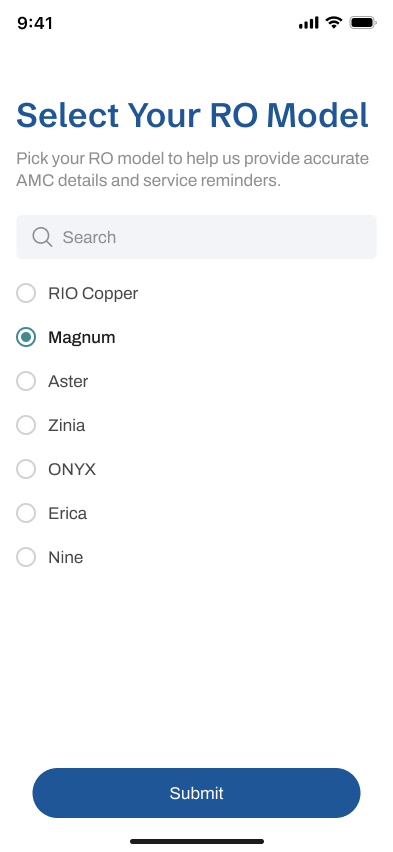 9:41
Select Your RO Model
Pick your RO model to help us provide accurate
AMC details and service reminders.
Search
RIO Copper
Magnum
Aster
Zinia
ONYX
Erica
Nine
Submit